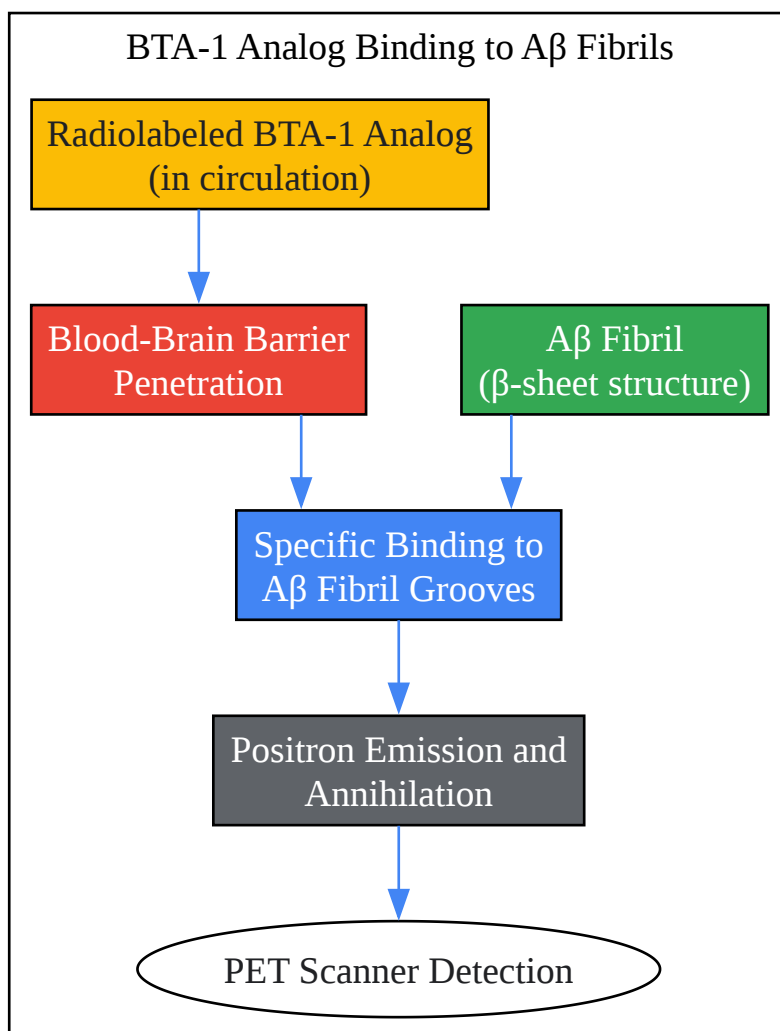 BTA-1 Analog Binding to Aβ Fibrils
Radiolabeled BTA-1 Analog
(in circulation)
Blood-Brain Barrier
Penetration
Aβ Fibril
(β-sheet structure)
Specific Binding to
Aβ Fibril Grooves
Positron Emission and
Annihilation
PET Scanner Detection